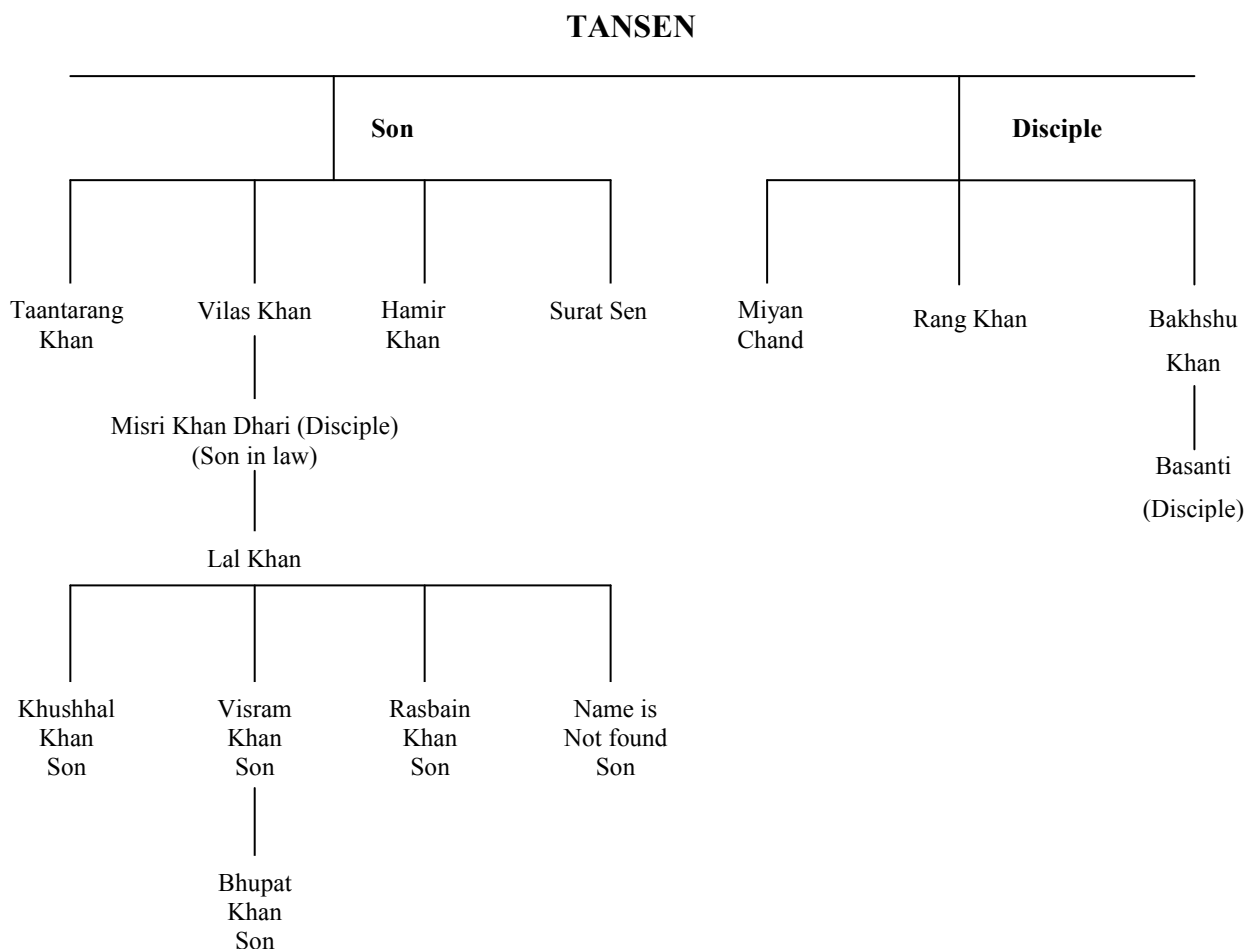 TANSEN
Son
Disciple
Taantarang
Khan
Vilas Khan
Hamir
Khan
Surat Sen
Miyan
Chand
Rang Khan
Bakhshu
Khan
Misri Khan Dhari (Disciple)
(Son in law)
Basanti
(Disciple)
Lal Khan
Khushhal
Khan
Son
Visram
Khan
Son
Rasbain
Khan
Son
Name is
Not found
Son
Bhupat
Khan
Son